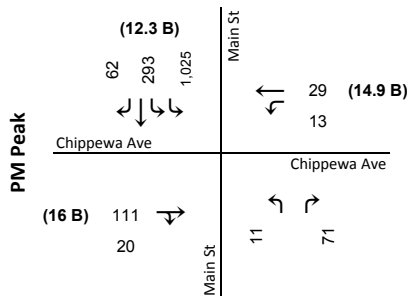 (12.3 B)
62 293 1,025
Main St
29 (14.9 B)
13
Chippewa Ave
Chippewa Ave
PM Peak
(16 B) 111
20
11 71
Main St